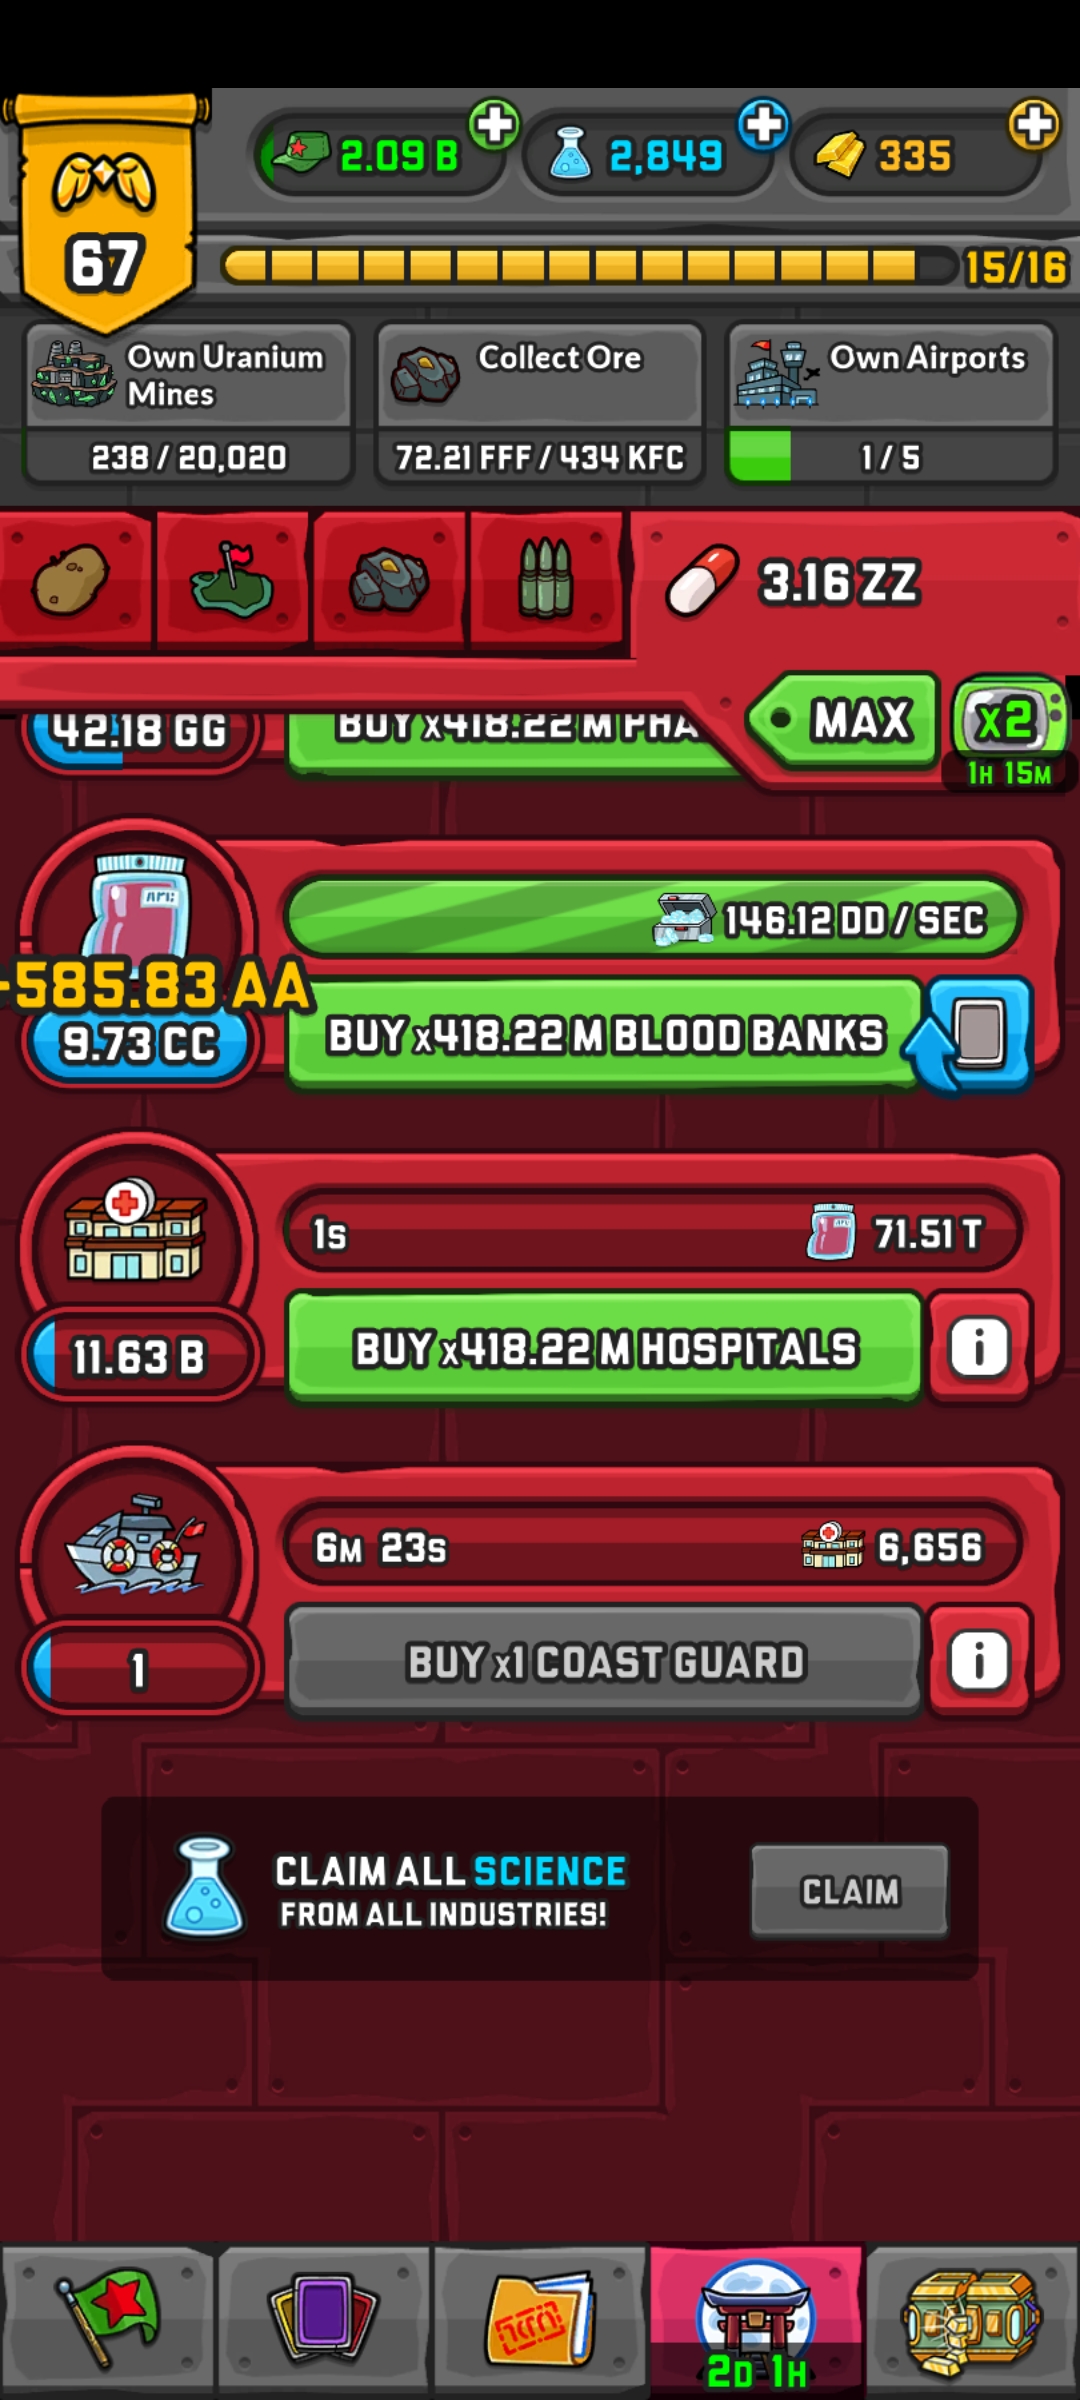 2.09 B
2,849
335
67
15/16
Own Uranium
Mines
238 / 20,020
Collect Ore
72.21 FFF / 434 KFC
Own Airports
1 / 5
3.16 ZZ
MAX
x2
1H 15M
42.18 GG
BUY x418.22 M PHA
146.12 DD / SEC
-585.83 AA
9.73 CC
BUY x418.22 M BLOOD BANKS
1S
71.51 T
11.63 B
BUY x418.22 M HOSPITALS
i
6M 23S
6,656
1
BUY x1 COAST GUARD
i
CLAIM ALL SCIENCE
FROM ALL INDUSTRIES!
CLAIM
2D 1H